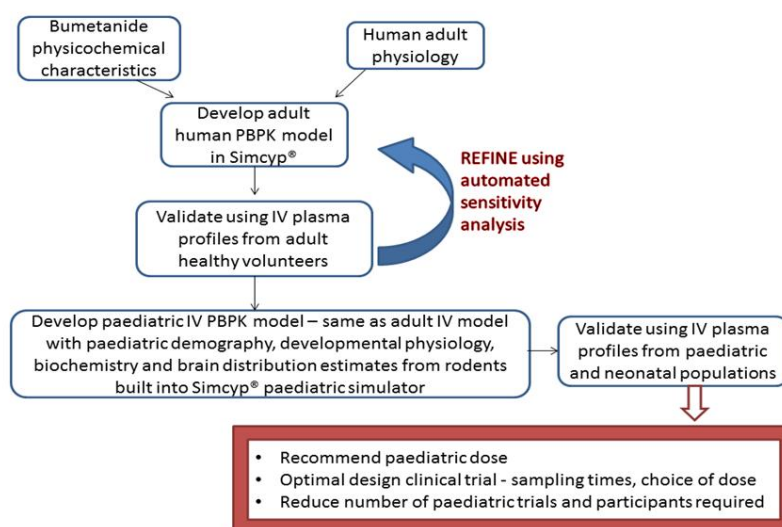 Bumetanide
physicochemical
characteristics
Human adult
physiology
Develop adult
human PBPK model
in Simcyp®
REFINE using
automated
sensitivity
analysis
Validate using IV plasma
profiles from adult
healthy volunteers
Develop paediatric IV PBPK model – same as adult IV model
with paediatric demography, developmental physiology,
biochemistry and brain distribution estimates from rodents
built into Simcyp® paediatric simulator
Validate using IV plasma
profiles from paediatric
and neonatal populations
• Recommend paediatric dose
• Optimal design clinical trial - sampling times, choice of dose
• Reduce number of paediatric trials and participants required